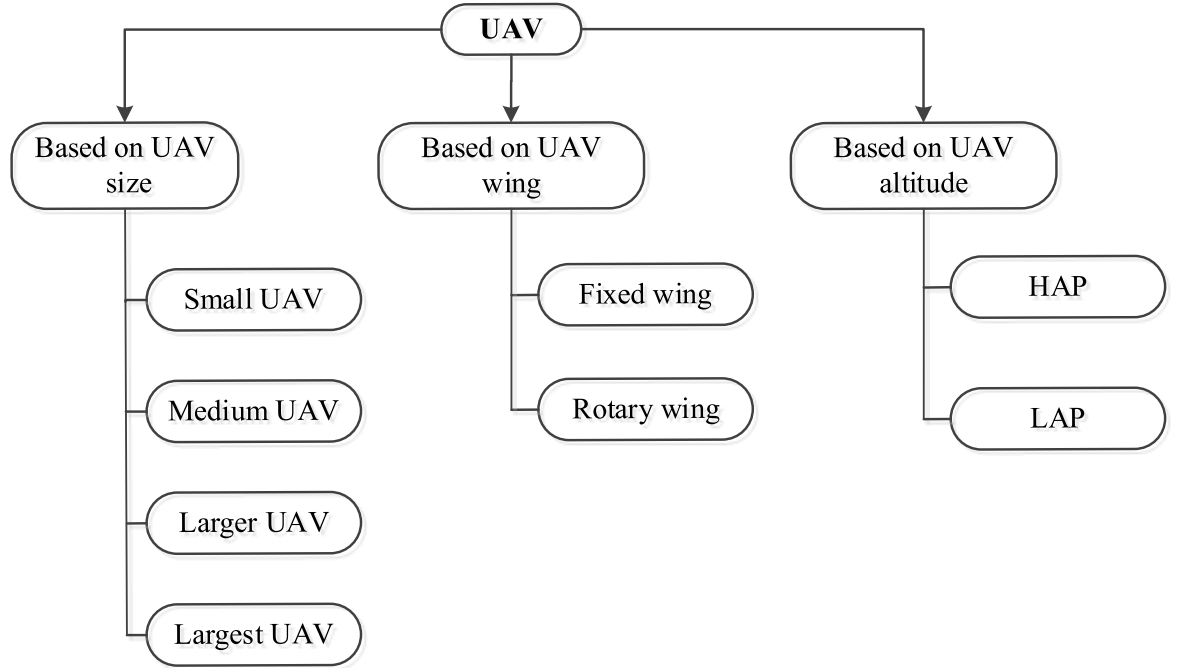 UAV
Based on UAV
size
Small UAV
Medium UAV
Larger UAV
Largest UAV
Based on UAV
wing
Fixed wing
Rotary wing
Based on UAV
altitude
HAP
LAP